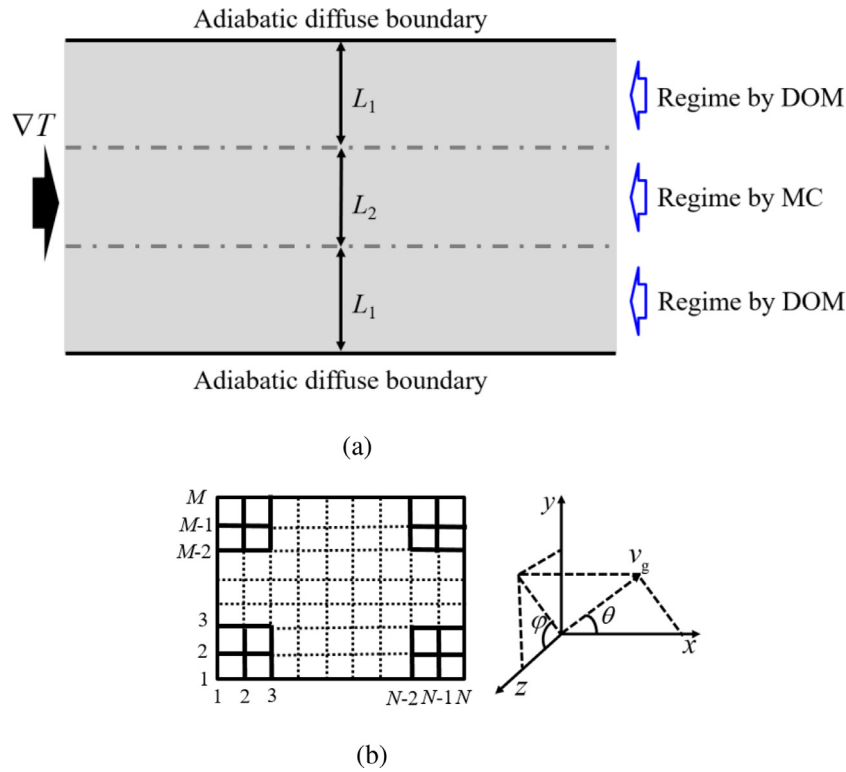 Adiabatic diffuse boundary
L₁
Regime by DOM
∇T
L₂
Regime by MC
L₁
Regime by DOM
Adiabatic diffuse boundary
(a)
M
M-1
M-2
3
2
1
1 2 3 N-2 N-1 N
y
v_g
φ θ
x
z
(b)